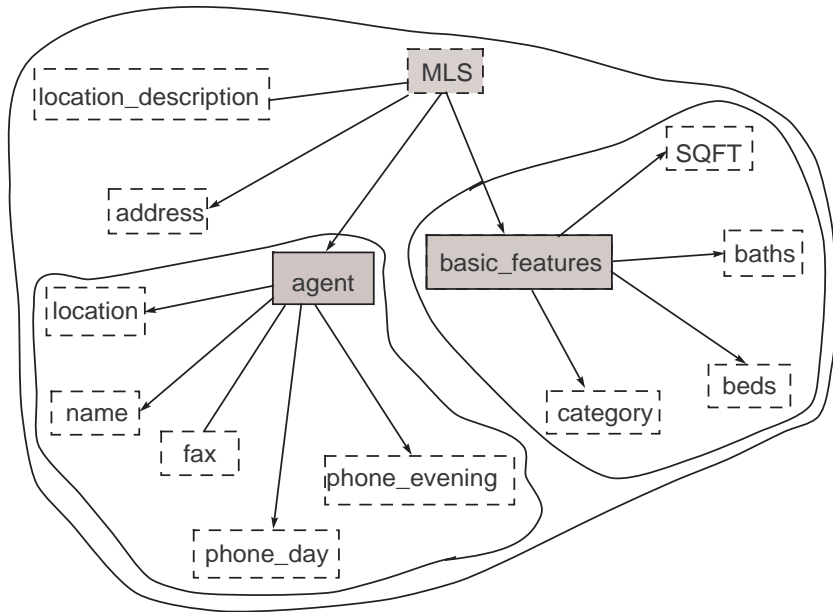 MLS
location_description
SQFT
address
basic_features
baths
agent
location
beds
name
category
fax
phone_evening
phone_day